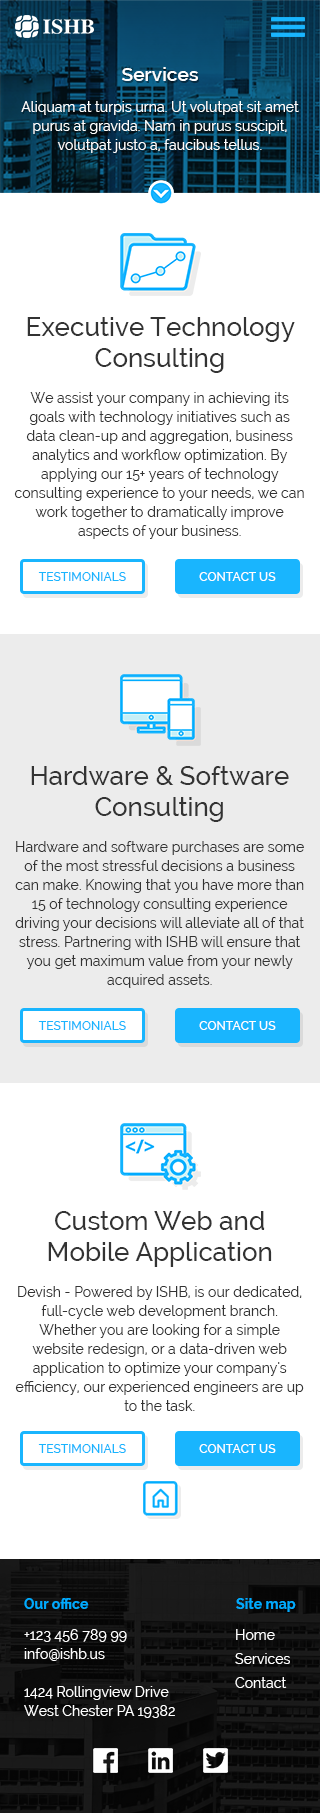 ISHB
Services
Aliquam at turpis urna. Ut volutpat sit amet
purus at gravida. Nam in purus suscipit,
volutpat justo a, faucibus tellus.
Executive Technology
Consulting
We assist your company in achieving its
goals with technology initiatives such as
data clean-up and aggregation, business
analytics and workflow optimization. By
applying our 15+ years of technology
consulting experience to your needs, we can
work together to dramatically improve
aspects of your business.
TESTIMONIALS CONTACT US
Hardware & Software
Consulting
Hardware and software purchases are some
of the most stressful decisions a business
can make. Knowing that you have more than
15 of technology consulting experience
driving your decisions will alleviate all of that
stress. Partnering with ISHB will ensure that
you get maximum value from your newly
acquired assets.
TESTIMONIALS CONTACT US
</>
Custom Web and
Mobile Application
Devish - Powered by ISHB, is our dedicated,
full-cycle web development branch.
Whether you are looking for a simple
website redesign, or a data-driven web
application to optimize your company's
efficiency, our experienced engineers are up
to the task.
TESTIMONIALS CONTACT US
Our office
+123 456 789 99
info@ishb.us
1424 Rollingview Drive
West Chester PA 19382
Site map
Home
Services
Contact